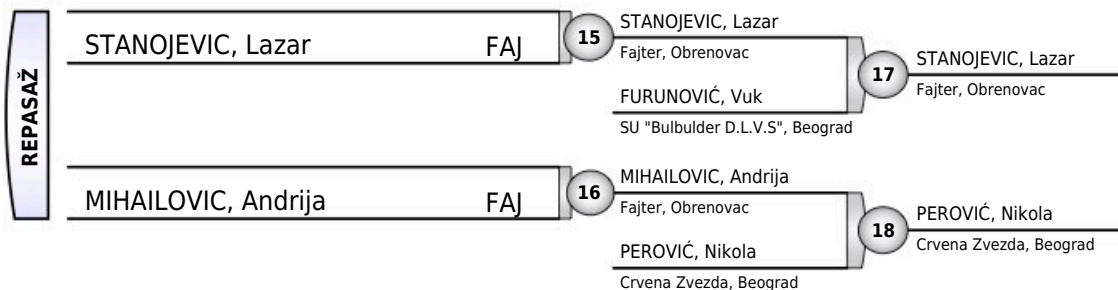 REPASAŽ
STANOJEVIC, Lazar FAJ
15
STANOJEVIC, Lazar
Fajter, Obrenovac
FURUNOVIĆ, Vuk
SU "Bulbulder D.L.V.S", Beograd
17
STANOJEVIC, Lazar
Fajter, Obrenovac
MIHAILOVIC, Andrija FAJ
16
MIHAILOVIC, Andrija
Fajter, Obrenovac
PEROVIĆ, Nikola
Crvena Zvezda, Beograd
18
PEROVIĆ, Nikola
Crvena Zvezda, Beograd